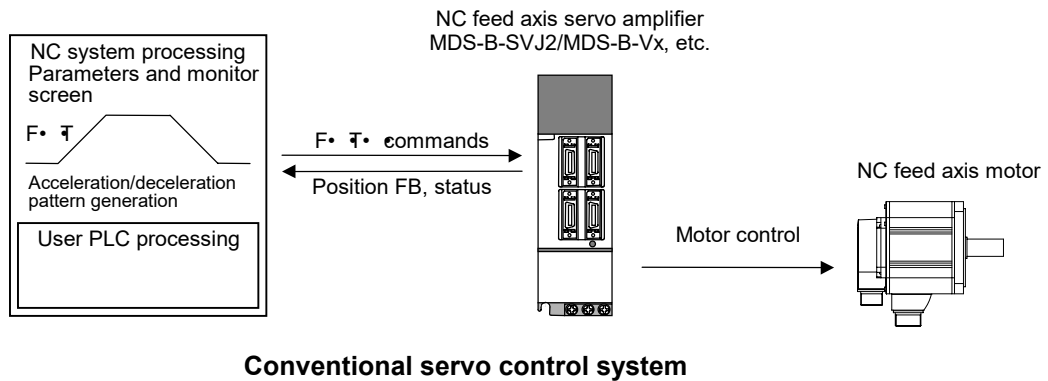 NC feed axis servo amplifier
MDS-B-SVJ2/MDS-B-Vx, etc.
NC system processing
Parameters and monitor
screen
Acceleration/deceleration
pattern generation
User PLC processing
commands
Position FB, status
Motor control
NC feed axis motor
Conventional servo control system